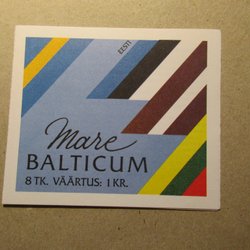 EESTI
Mare
BALTICUM
8 TK. VÄÄRTUS: 1 KR.